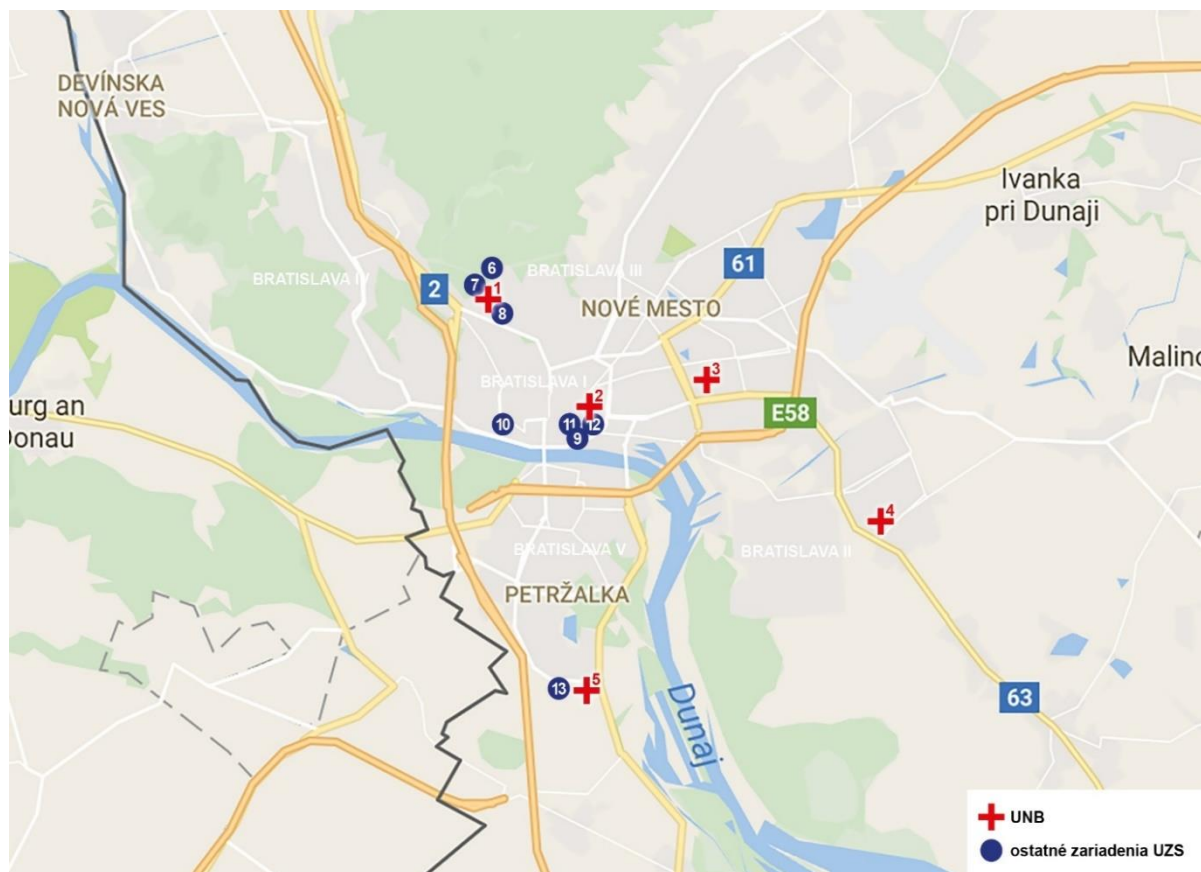 DEVÍNSKA
NOVÁ VES
Ivanka
pri Dunaji
6
BRATISLAVA III
61
7
BRATISLAVA IV
2
1
8
NOVÉ MESTO
Malino
3
BRATISLAVA I
2
urg an
Donau
E58
10
11
12
9
4
BRATISLAVA V
BRATISLAVA II
PETRŽALKA
13
5
Dunaj
63
UNB
ostatné zariadenia UZS